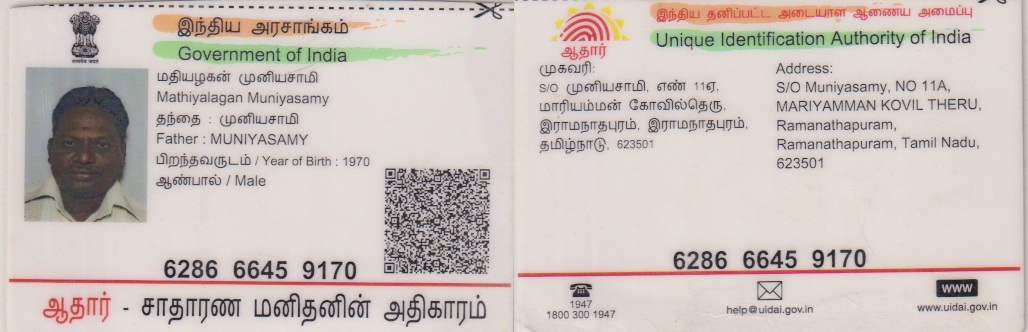 இந்திய அரசாங்கம்
Government of India
மதியழகன் முனியசாமி
Mathiyalagan Muniyasamy
தந்தை : முனியசாமி
Father : MUNIYASAMY
பிறந்தவருடம் / Year of Birth : 1970
ஆண்பால் / Male
6286 6645 9170
ஆதார் - சாதாரண மனிதனின் அதிகாரம்
இந்திய தனிப்பட்ட அடையாள ஆணைய அமைப்பு
Unique Identification Authority of India
ஆதார்
முகவரி:
S/O முனியசாமி, எண் 11ஏ,
மாரியம்மன் கோவில்தெரு,
இராமநாதபுரம், இராமநாதபுரம்,
தமிழ்நாடு, 623501
Address:
S/O Muniyasamy, NO 11A,
MARIYAMMAN KOVIL THERU,
Ramanathapuram,
Ramanathapuram, Tamil Nadu,
623501
6286 6645 9170
1947
1800 300 1947
help@uidai.gov.in
www
www.uidai.gov.in